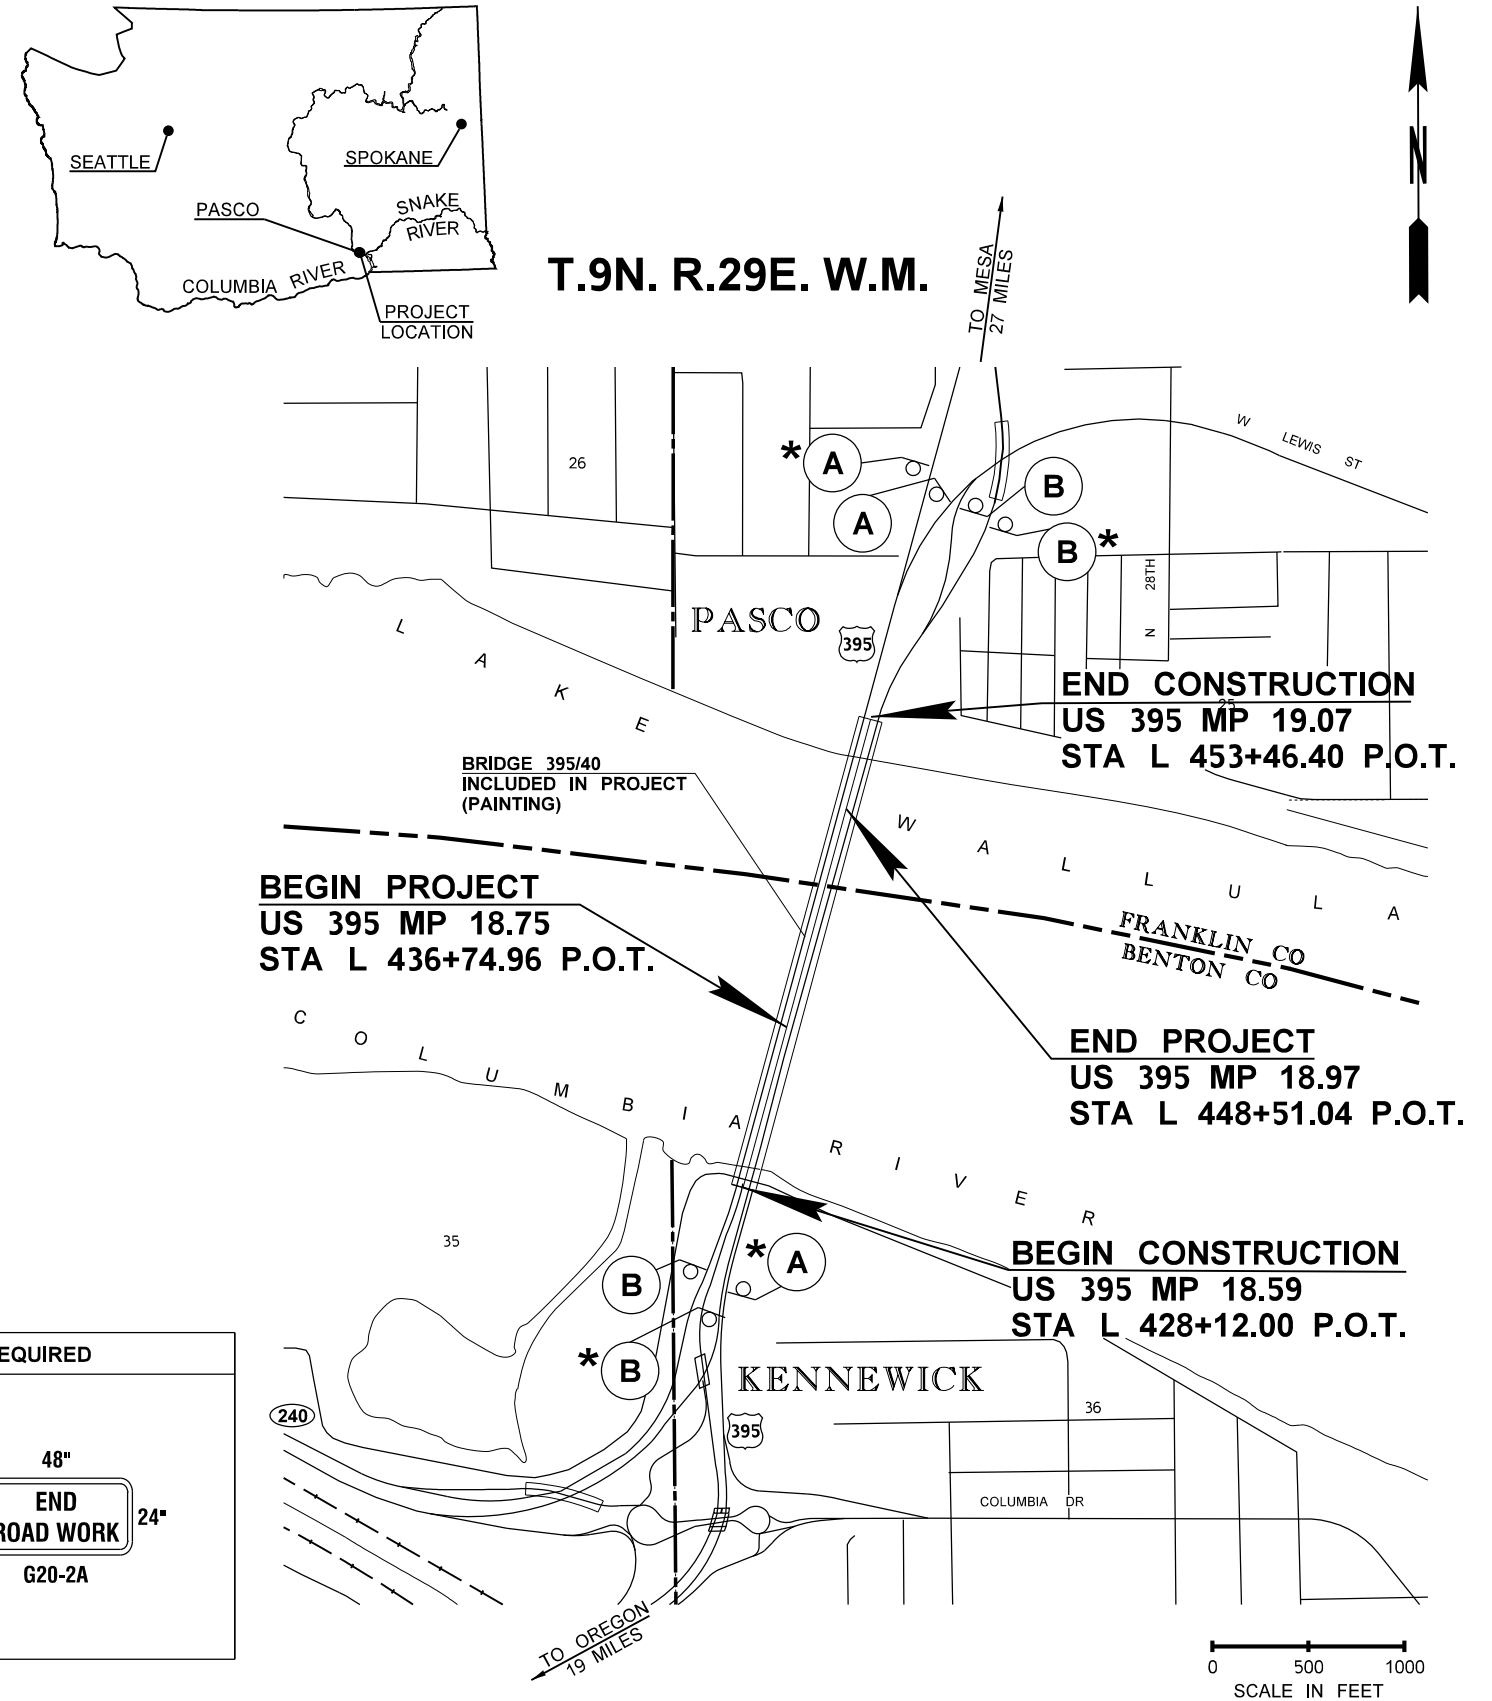 SEATTLE
SPOKANE
PASCO
SNAKE
RIVER
COLUMBIA RIVER
PROJECT
LOCATION
N
T.9N. R.29E. W.M.
TO MESA
27 MILES
W LEWIS ST
26
* A
A
B
B *
N 28TH
PASCO
395
LAKE
END CONSTRUCTION
25
US 395 MP 19.07
STA L 453+46.40 P.O.T.
BRIDGE 395/40
INCLUDED IN PROJECT
(PAINTING)
WALLULA
BEGIN PROJECT
US 395 MP 18.75
STA L 436+74.96 P.O.T.
FRANKLIN CO
BENTON CO
COLUMBIA RIVER
END PROJECT
US 395 MP 18.97
STA L 448+51.04 P.O.T.
35
* A
B
* B
BEGIN CONSTRUCTION
US 395 MP 18.59
STA L 428+12.00 P.O.T.
KENNEWICK
395
240
36
COLUMBIA DR
EQUIRED
48"
END
ROAD WORK
24"
G20-2A
TO OREGON
19 MILES
0 500 1000
SCALE IN FEET